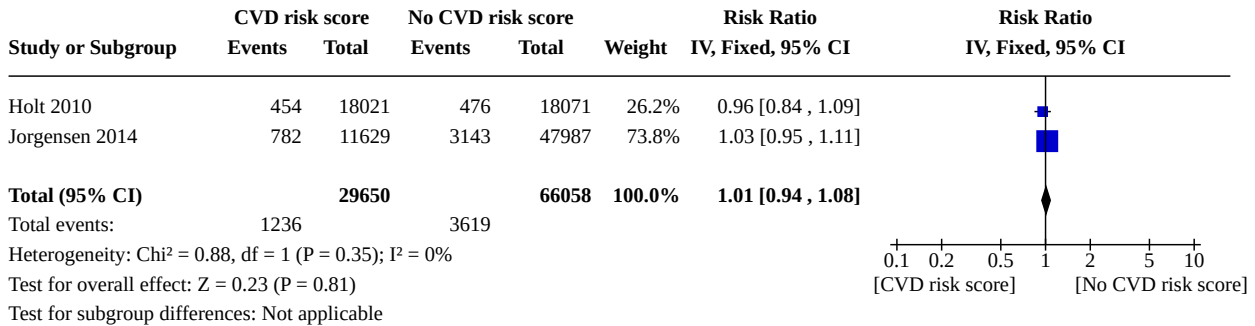 CVD risk score No CVD risk score Risk Ratio Risk Ratio
Study or Subgroup Events Total Events Total Weight IV, Fixed, 95% CI IV, Fixed, 95% CI
Holt 2010 454 18021 476 18071 26.2% 0.96 [0.84 , 1.09]
Jorgensen 2014 782 11629 3143 47987 73.8% 1.03 [0.95 , 1.11]
Total (95% CI) 29650 66058 100.0% 1.01 [0.94 , 1.08]
Total events: 1236 3619
Heterogeneity: Chi² = 0.88, df = 1 (P = 0.35); I² = 0% 0.1 0.2 0.5 1 2 5 10
Test for overall effect: Z = 0.23 (P = 0.81) [CVD risk score] [No CVD risk score]
Test for subgroup differences: Not applicable